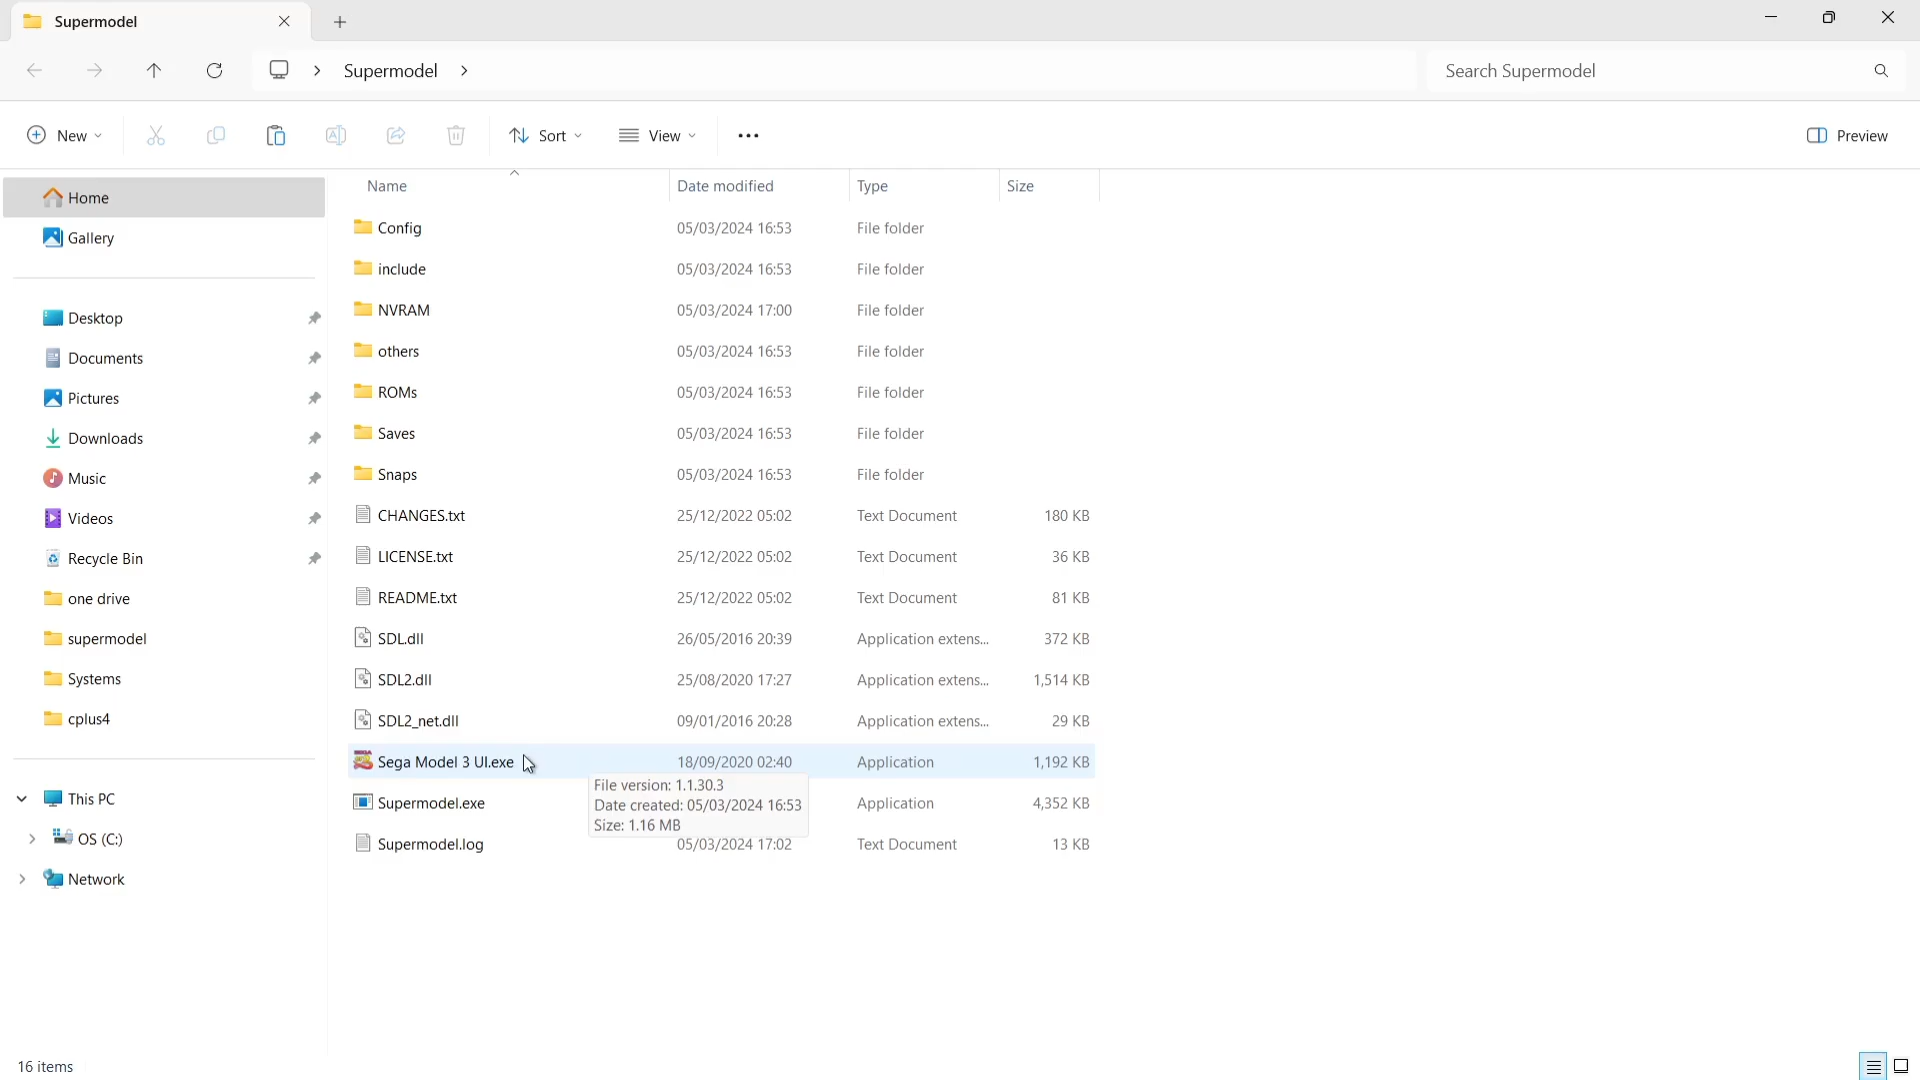 Supermodel
Supermodel
Search Supermodel
New
Sort
View
Preview
Name Date modified Type Size
Home
Gallery
Desktop
Documents
Pictures
Downloads
Music
Videos
Recycle Bin
one drive
supermodel
Systems
cplus4
This PC
OS (C:)
Network
Config 05/03/2024 16:53 File folder
include 05/03/2024 16:53 File folder
NVRAM 05/03/2024 17:00 File folder
others 05/03/2024 16:53 File folder
ROMs 05/03/2024 16:53 File folder
Saves 05/03/2024 16:53 File folder
Snaps 05/03/2024 16:53 File folder
CHANGES.txt 25/12/2022 05:02 Text Document 180 KB
LICENSE.txt 25/12/2022 05:02 Text Document 36 KB
README.txt 25/12/2022 05:02 Text Document 81 KB
SDL.dll 26/05/2016 20:39 Application extens... 372 KB
SDL2.dll 25/08/2020 17:27 Application extens... 1,514 KB
SDL2_net.dll 09/01/2016 20:28 Application extens... 29 KB
Sega Model 3 UI.exe 18/09/2020 02:40 Application 1,192 KB
Supermodel.exe Application 4,352 KB
Supermodel.log 05/03/2024 17:02 Text Document 13 KB
File version: 1.1.30.3
Date created: 05/03/2024 16:53
Size: 1.16 MB
16 items